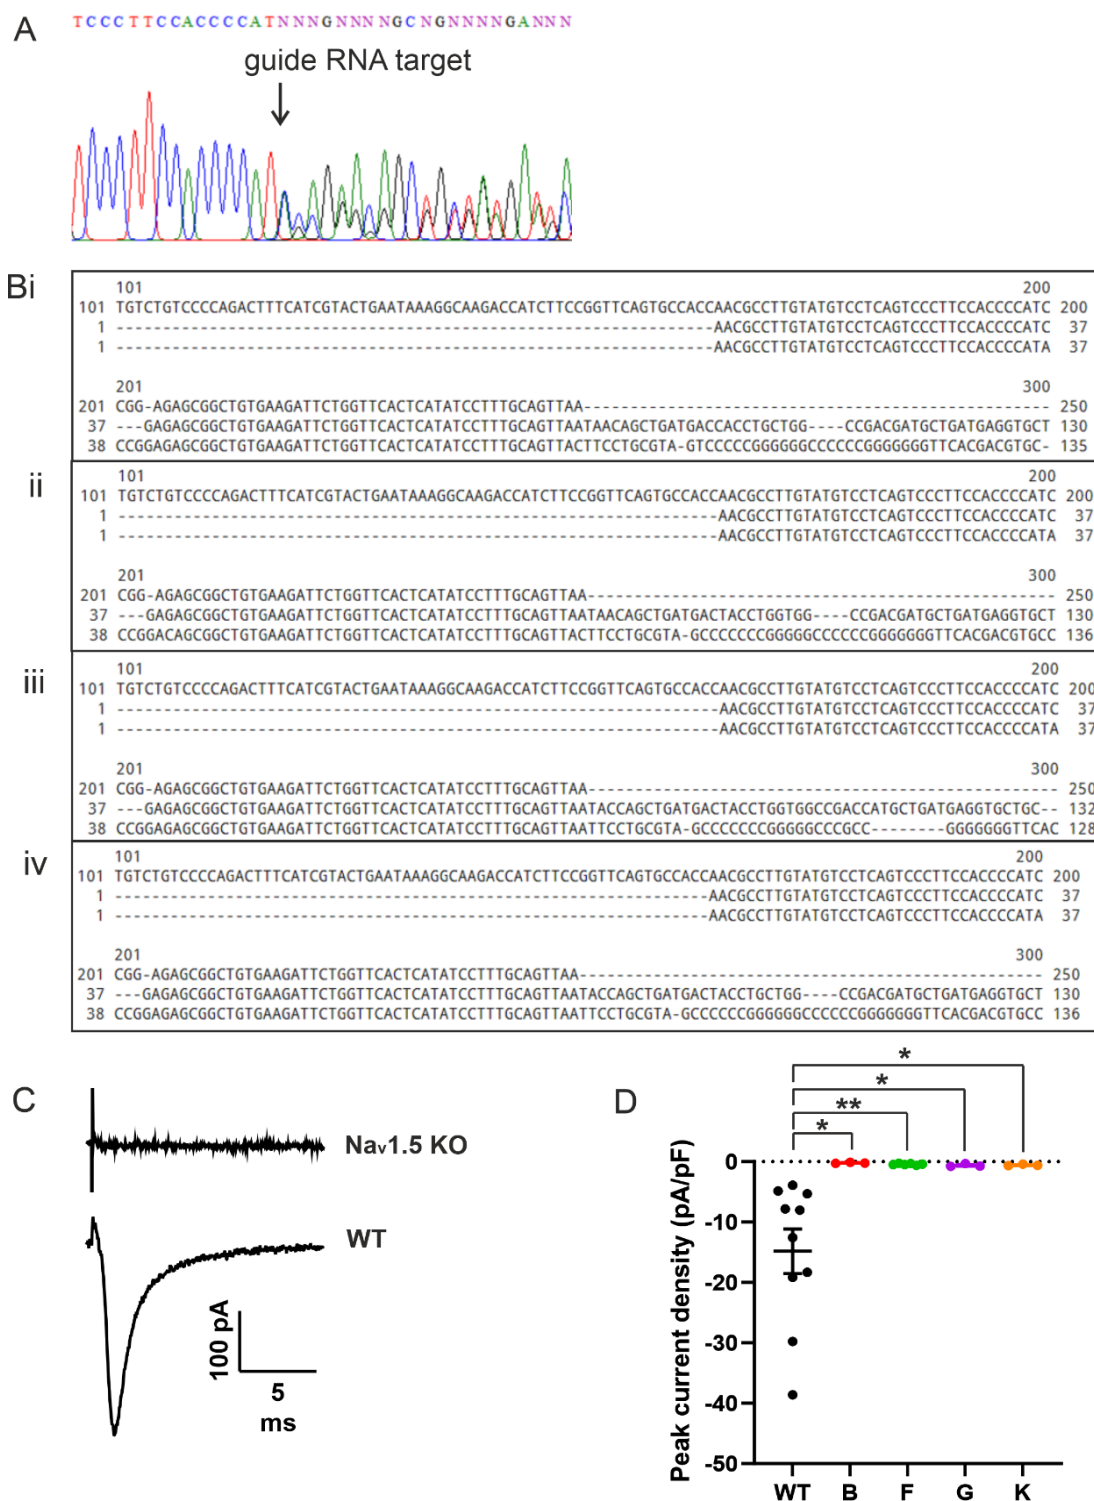 A
TCCCTTCCACCCCATNNNGNNNNGCNGNNNNGANNN
guide RNA target
Bi
101 200
101 TGTCTGTCCCCAGACTTTCATCGTACTGAATAAAGGCAAGACCATCTTCCGGTTCAGTGCCACCAACGCCTTGTATGTCCTCAGTCCCTTCCACCCCATC 200
1 ----------------------------------------------------------------AACGCCTTGTATGTCCTCAGTCCCTTCCACCCCATC 37
1 ----------------------------------------------------------------AACGCCTTGTATGTCCTCAGTCCCTTCCACCCCATA 37
201 300
201 CGG-AGAGCGGCTGTGAAGATTCTGGTTCACTCATATCCTTTGCAGTTAA-------------------------------------------------- 250
37 ---GAGAGCGGCTGTGAAGATTCTGGTTCACTCATATCCTTTGCAGTTAATAACAGCTGATGACCACCTGCTGG----CCGACGATGCTGATGAGGTGCT 130
38 CCGGAGAGCGGCTGTGAAGATTCTGGTTCACTCATATCCTTTGCAGTTACTTCCTGCGTA-GTCCCCCGGGGGGCCCCCCGGGGGGGTTCACGACGTGC- 135
ii
101 200
101 TGTCTGTCCCCAGACTTTCATCGTACTGAATAAAGGCAAGACCATCTTCCGGTTCAGTGCCACCAACGCCTTGTATGTCCTCAGTCCCTTCCACCCCATC 200
1 ----------------------------------------------------------------AACGCCTTGTATGTCCTCAGTCCCTTCCACCCCATC 37
1 ----------------------------------------------------------------AACGCCTTGTATGTCCTCAGTCCCTTCCACCCCATA 37
201 300
201 CGG-AGAGCGGCTGTGAAGATTCTGGTTCACTCATATCCTTTGCAGTTAA-------------------------------------------------- 250
37 ---GAGAGCGGCTGTGAAGATTCTGGTTCACTCATATCCTTTGCAGTTAATAACAGCTGATGACTACCTGGTGG----CCGACGATGCTGATGAGGTGCT 130
38 CCGGACAGCGGCTGTGAAGATTCTGGTTCACTCATATCCTTTGCAGTTACTTCCTGCGTA-GCCCCCCCGGGGGCCCCCCGGGGGGGTTCACGACGTGCC 136
iii
101 200
101 TGTCTGTCCCCAGACTTTCATCGTACTGAATAAAGGCAAGACCATCTTCCGGTTCAGTGCCACCAACGCCTTGTATGTCCTCAGTCCCTTCCACCCCATC 200
1 ----------------------------------------------------------------AACGCCTTGTATGTCCTCAGTCCCTTCCACCCCATC 37
1 ----------------------------------------------------------------AACGCCTTGTATGTCCTCAGTCCCTTCCACCCCATA 37
201 300
201 CGG-AGAGCGGCTGTGAAGATTCTGGTTCACTCATATCCTTTGCAGTTAA-------------------------------------------------- 250
37 ---GAGAGCGGCTGTGAAGATTCTGGTTCACTCATATCCTTTGCAGTTAATACCAGCTGATGACTACCTGGTGGCCGACCATGCTGATGAGGTGCTGC-- 132
38 CCGGAGAGCGGCTGTGAAGATTCTGGTTCACTCATATCCTTTGCAGTTAATTCCTGCGTA-GCCCCCCCGGGGGCCCGCC--------GGGGGGGTTCAC 128
iv
101 200
101 TGTCTGTCCCCAGACTTTCATCGTACTGAATAAAGGCAAGACCATCTTCCGGTTCAGTGCCACCAACGCCTTGTATGTCCTCAGTCCCTTCCACCCCATC 200
1 ----------------------------------------------------------------AACGCCTTGTATGTCCTCAGTCCCTTCCACCCCATC 37
1 ----------------------------------------------------------------AACGCCTTGTATGTCCTCAGTCCCTTCCACCCCATA 37
201 300
201 CGG-AGAGCGGCTGTGAAGATTCTGGTTCACTCATATCCTTTGCAGTTAA-------------------------------------------------- 250
37 ---GAGAGCGGCTGTGAAGATTCTGGTTCACTCATATCCTTTGCAGTTAATACCAGCTGATGACTACCTGCTGG----CCGACGATGCTGATGAGGTGCT 130
38 CCGGAGAGCGGCTGTGAAGATTCTGGTTCACTCATATCCTTTGCAGTTAATTCCTGCGTA-GCCCCCCGGGGGGCCCCCCGGGGGGGTTCACGACGTGCC 136
C
Nav1.5 KO
WT
100 pA
5
ms
D
*
*
**
*
Peak current density (pA/pF)
0
-10
-20
-30
-40
-50
WT B F G K